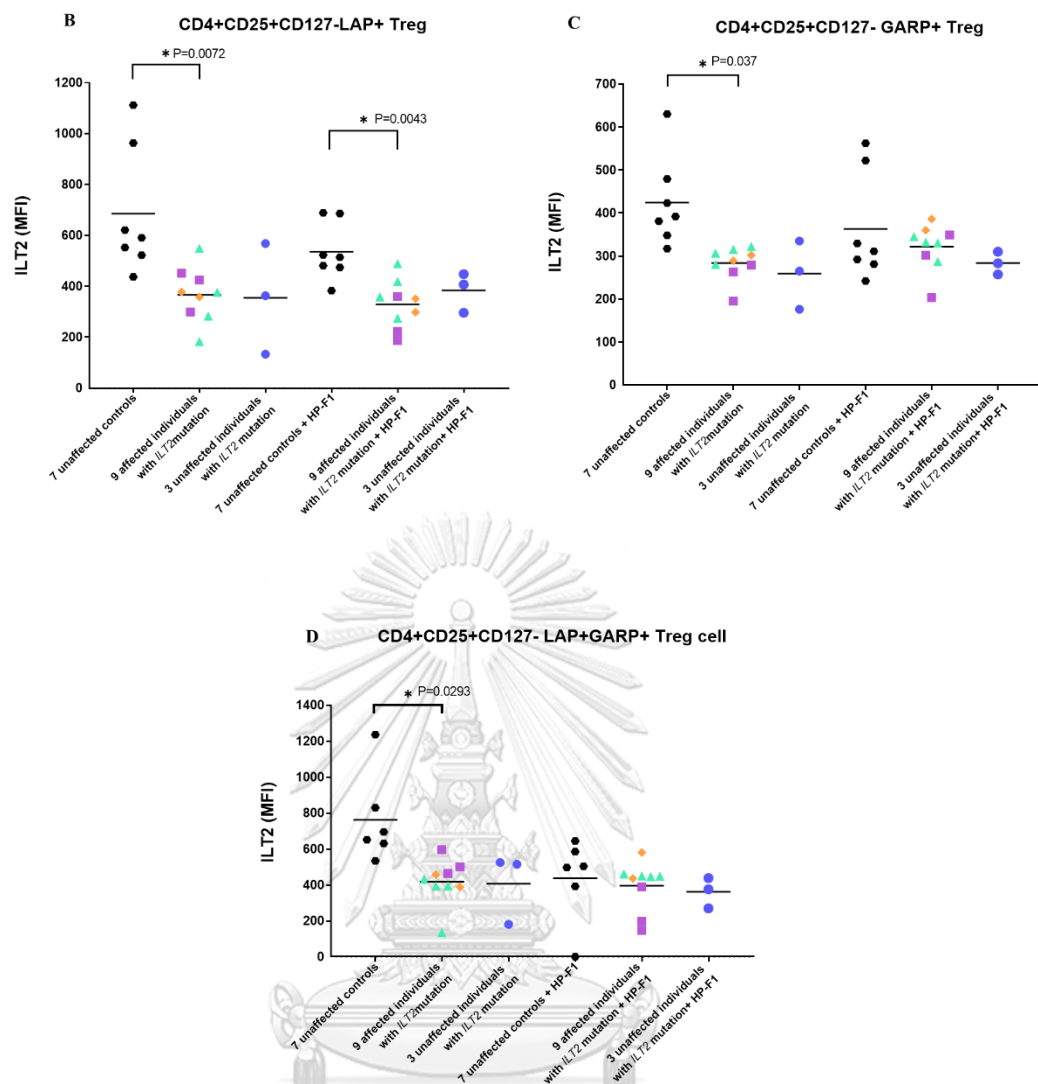 B
CD4+CD25+CD127-LAP+ Treg
* P=0.0072
* P=0.0043
ILT2 (MFI)
1200
1000
800
600
400
200
0
7 unaffected controls
9 affected individuals
with ILT2mutation
3 unaffected individuals
with ILT2 mutation
7 unaffected controls + HP-F1
9 affected individuals
with ILT2 mutation + HP-F1
3 unaffected individuals
with ILT2 mutation+ HP-F1
C
CD4+CD25+CD127- GARP+ Treg
* P=0.037
ILT2 (MFI)
700
600
500
400
300
200
100
0
7 unaffected controls
9 affected individuals
with ILT2mutation
3 unaffected individuals
with ILT2 mutation
7 unaffected controls + HP-F1
9 affected individuals
with ILT2 mutation + HP-F1
3 unaffected individuals
with ILT2 mutation+ HP-F1
D
CD4+CD25+CD127- LAP+GARP+ Treg cell
* P=0.0293
ILT2 (MFI)
1400
1200
1000
800
600
400
200
0
7 unaffected controls
9 affected individuals
with ILT2mutation
3 unaffected individuals
with ILT2 mutation
7 unaffected controls + HP-F1
9 affected individuals
with ILT2 mutation + HP-F1
3 unaffected individuals
with ILT2 mutation+ HP-F1